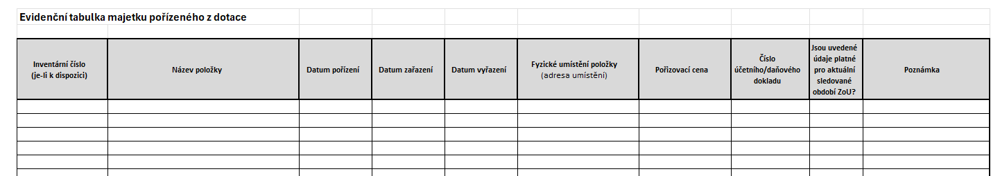 Evidenční tabulka majetku pořízeného z dotace
Inventární číslo
(je-li k dispozici)
Název položky
Datum pořízení
Datum zařazení
Datum vyřazení
Fyzické umístění položky
(adresa umístění)
Pořizovací cena
Číslo
účetního/daňového
dokladu
Jsou uvedené
údaje platné
pro aktuální
sledované
období ZoU?
Poznámka